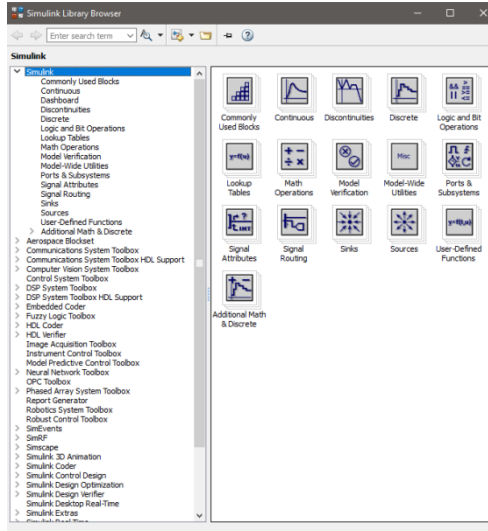 Simulink Library Browser
Enter search term
Simulink
Simulink
Commonly Used Blocks
Continuous
Dashboard
Discontinuities
Discrete
Logic and Bit Operations
Lookup Tables
Math Operations
Model Verification
Model-Wide Utilities
Ports & Subsystems
Signal Attributes
Signal Routing
Sinks
Sources
User-Defined Functions
Additional Math & Discrete
Aerospace Blockset
Communications System Toolbox
Communications System Toolbox HDL Support
Computer Vision System Toolbox
Control System Toolbox
DSP System Toolbox
DSP System Toolbox HDL Support
Embedded Coder
Fuzzy Logic Toolbox
HDL Coder
HDL Verifier
Image Acquisition Toolbox
Instrument Control Toolbox
Model Predictive Control Toolbox
Neural Network Toolbox
OPC Toolbox
Phased Array System Toolbox
Report Generator
Robotics System Toolbox
Robust Control Toolbox
SimEvents
SimRF
Simscape
Simulink 3D Animation
Simulink Coder
Simulink Control Design
Simulink Design Optimization
Simulink Design Verifier
Simulink Desktop Real-Time
Simulink Extras
Simulink Real-Time
Commonly
Used Blocks
Continuous
Discontinuities
Discrete
Logic and Bit
Operations
y=f(u)
Lookup
Tables
+ −
÷ ×
Math
Operations
Model
Verification
Misc
Model-Wide
Utilities
Ports &
Subsystems
Signal
Attributes
Signal
Routing
Sinks
Sources
y=f(u)
User-Defined
Functions
Additional Math
& Discrete